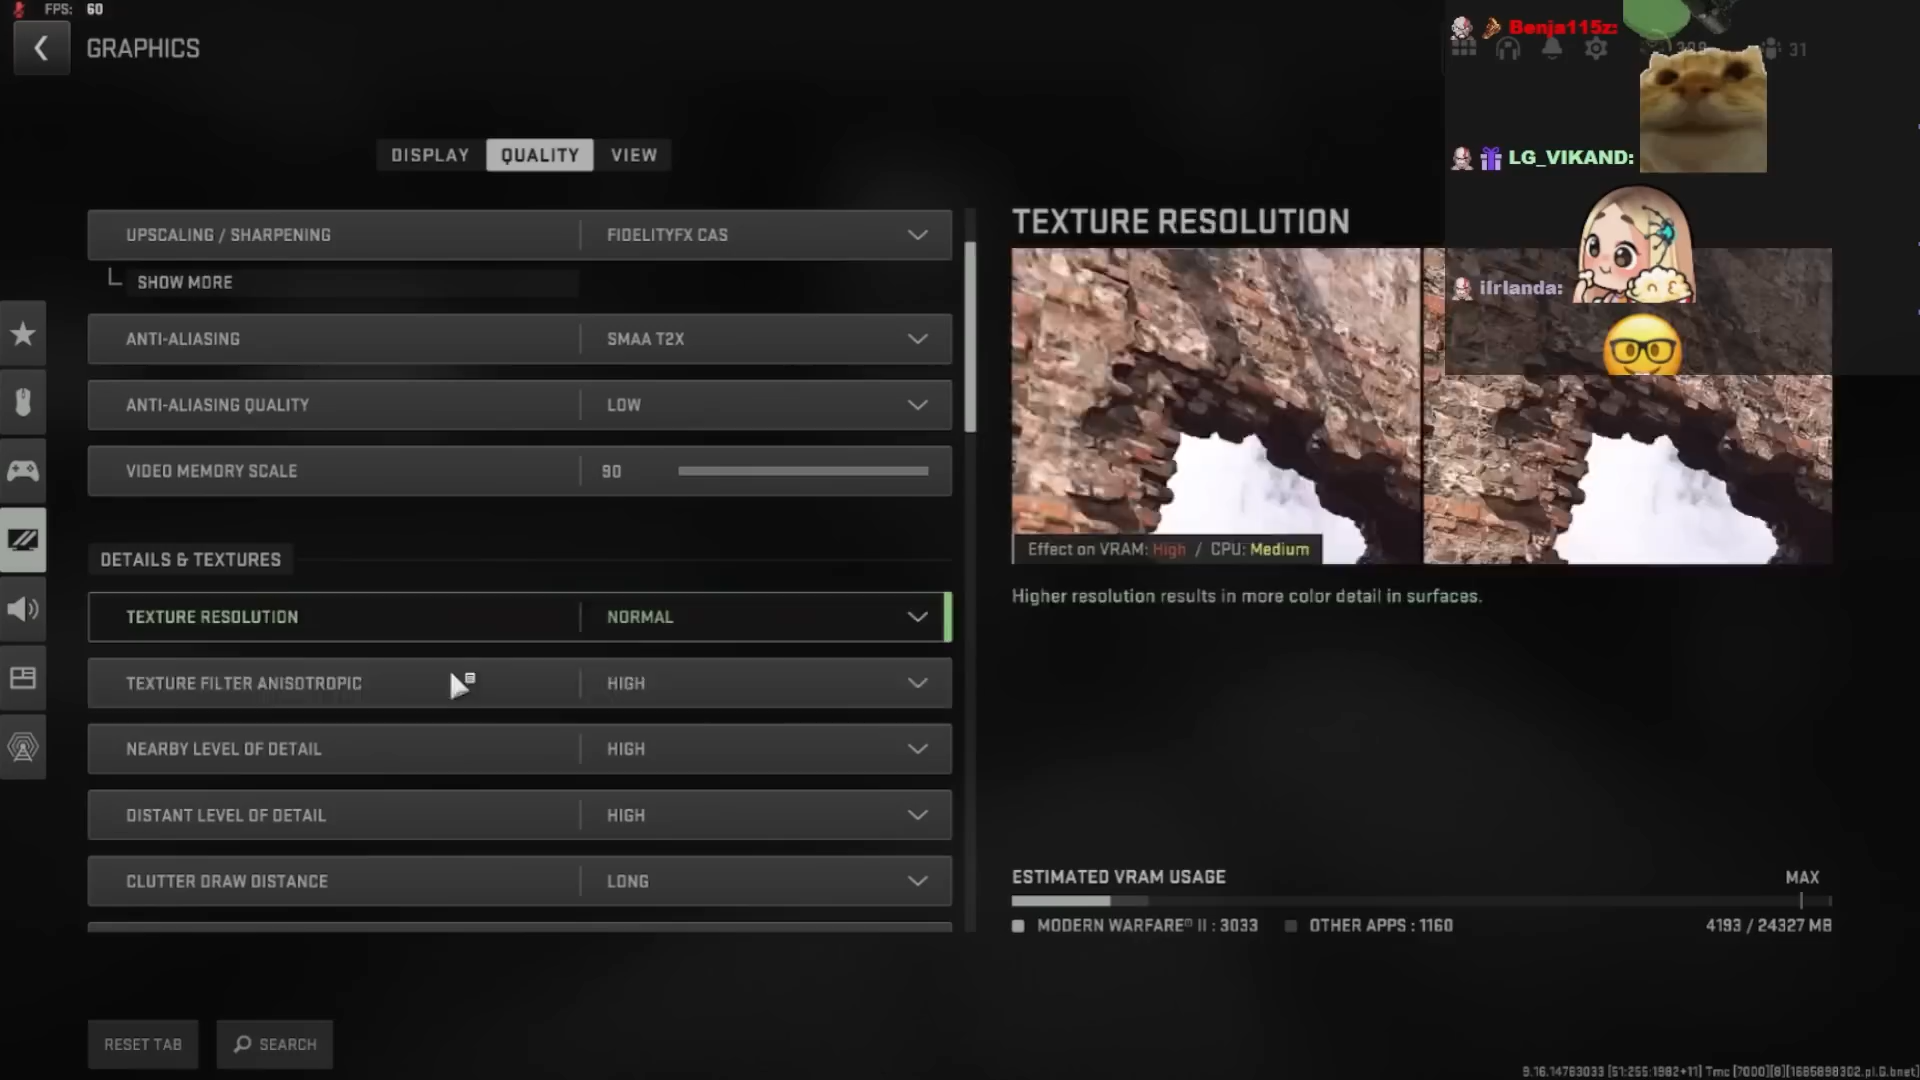 FPS: 60
GRAPHICS
Benja115z:
31
DISPLAY QUALITY VIEW
LG_VIKAND:
UPSCALING / SHARPENING FIDELITYFX CAS
TEXTURE RESOLUTION
SHOW MORE
ifrlanda:
ANTI-ALIASING SMAA T2X
ANTI-ALIASING QUALITY LOW
VIDEO MEMORY SCALE 90
Effect on VRAM: High / CPU: Medium
DETAILS & TEXTURES
Higher resolution results in more color detail in surfaces.
TEXTURE RESOLUTION NORMAL
TEXTURE FILTER ANISOTROPIC HIGH
NEARBY LEVEL OF DETAIL HIGH
DISTANT LEVEL OF DETAIL HIGH
CLUTTER DRAW DISTANCE LONG
ESTIMATED VRAM USAGE MAX
MODERN WARFARE® II : 3033 OTHER APPS : 1160 4193 / 24327 MB
RESET TAB SEARCH